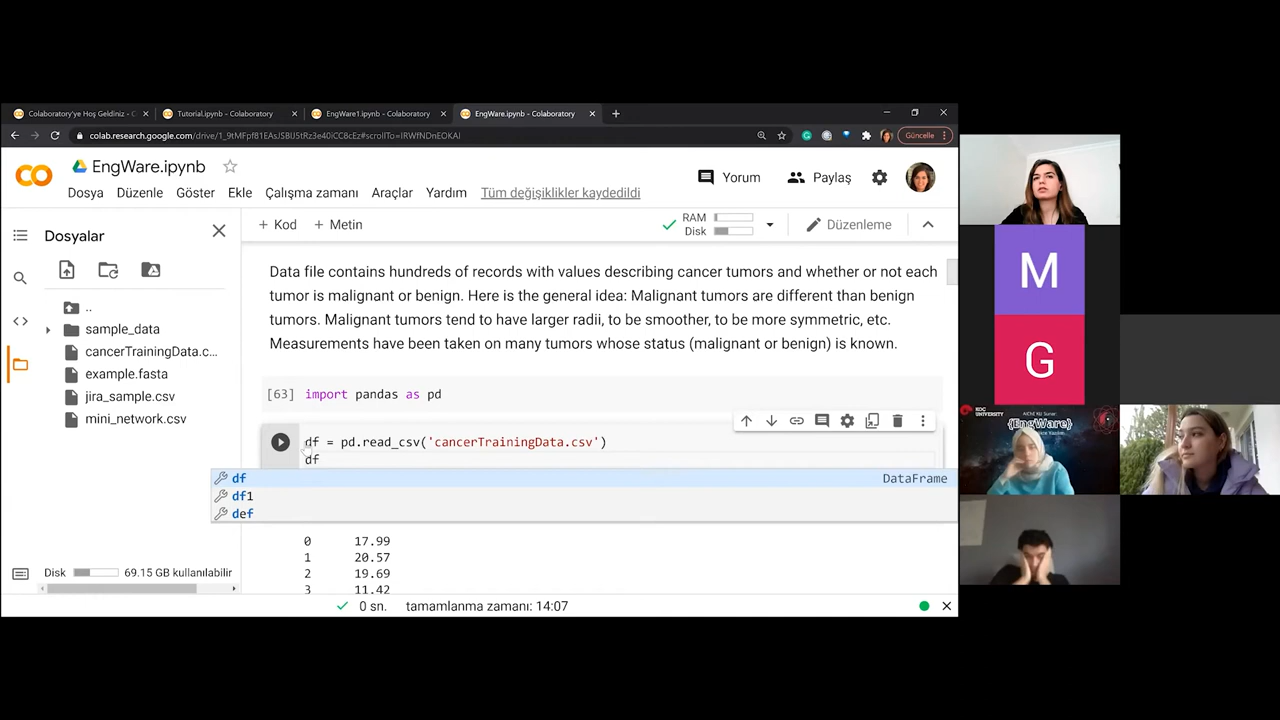 Colaboratory'ye Hoş Geldiniz - C
Tutorial.ipynb - Colaboratory
EngWare1.ipynb - Colaboratory
EngWare.ipynb - Colaboratory
Güncelle
EngWare.ipynb
Dosya Düzenle Göster Ekle Çalışma zamanı Araçlar Yardım Tüm değişiklikler kaydedildi
Yorum
Paylaş
+ Kod + Metin
RAM
Disk
Düzenleme
Dosyalar
..
sample_data
cancerTrainingData.c...
example.fasta
jira_sample.csv
mini_network.csv
Disk 69.15 GB kullanılabilir
Data file contains hundreds of records with values describing cancer tumors and whether or not each
tumor is malignant or benign. Here is the general idea: Malignant tumors are different than benign
tumors. Malignant tumors tend to have larger radii, to be smoother, to be more symmetric, etc.
Measurements have been taken on many tumors whose status (malignant or benign) is known.
[63] import pandas as pd
df = pd.read_csv('cancerTrainingData.csv')
df
df DataFrame
df1
def
0 17.99
1 20.57
2 19.69
3 11.42
0 sn. tamamlanma zamanı: 14:07
M
G
KOÇ
UNIVERSITY
{EngWare}